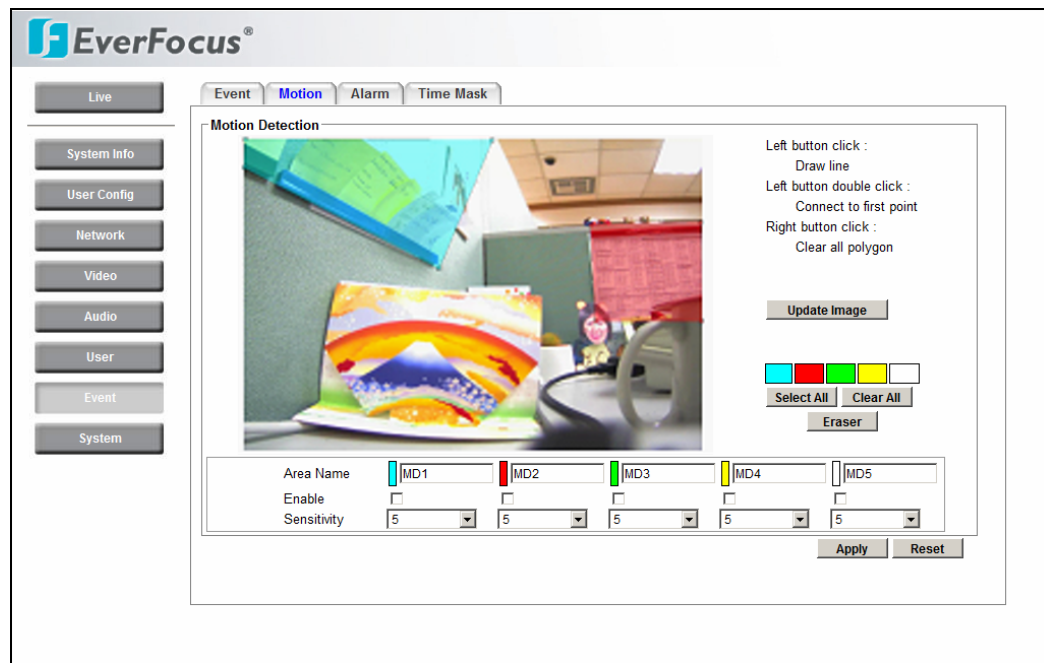 EverFocus®
Live
System Info
User Config
Network
Video
Audio
User
Event
System
Event Motion Alarm Time Mask
Motion Detection
Left button click :
Draw line
Left button double click :
Connect to first point
Right button click :
Clear all polygon
Update Image
Select All Clear All
Eraser
Area Name MD1 MD2 MD3 MD4 MD5
Enable
Sensitivity 5 5 5 5 5
Apply Reset